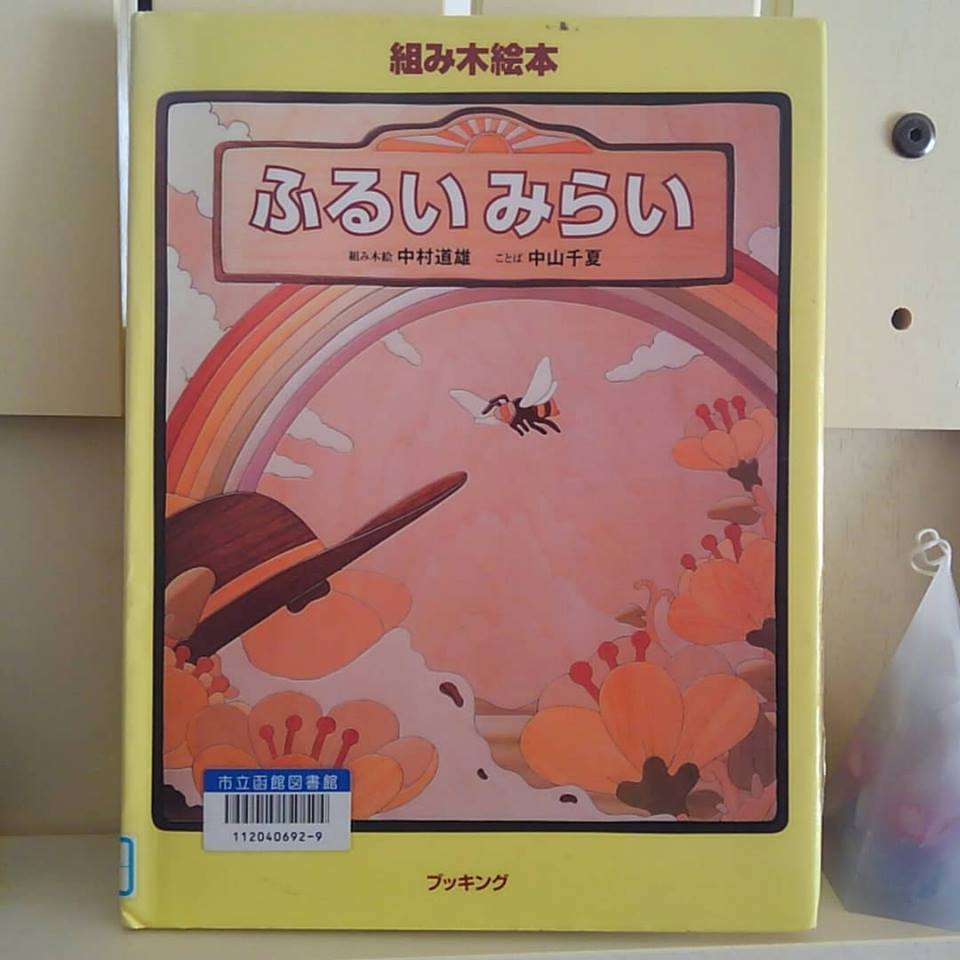 組み木絵本
ふるい みらい
組み木絵 中村道雄 ことば 中山千夏
市立函館図書館
112040692-9
ブッキング